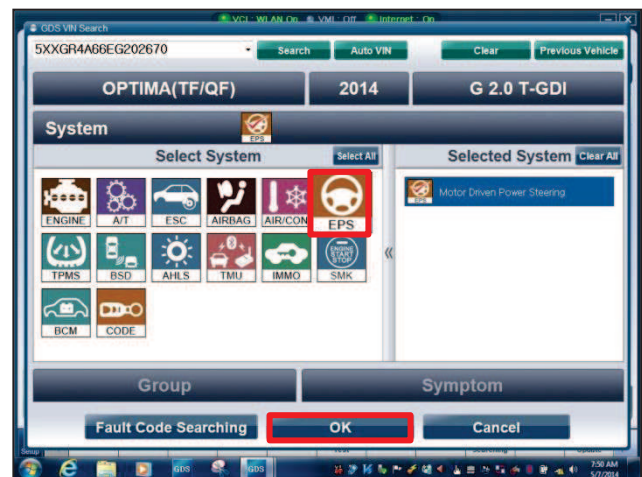 VCI : WLAN On VMI : Off Internet : On
GDS VIN Search
5XXGR4A66EG202670 Search Auto VIN Clear Previous Vehicle
OPTIMA(TF/QF) 2014 G 2.0 T-GDI
System EPS
Select System Select All Selected System Clear All
ENGINE A/T ESC AIRBAG AIR/CON EPS Motor Driven Power Steering
TPMS BSD AHLS TMU IMMO ENGINE START STOP SMK
BCM CODE
Group Symptom
Fault Code Searching OK Cancel
Setup
GDS GDS 7:50 AM
5/7/2014